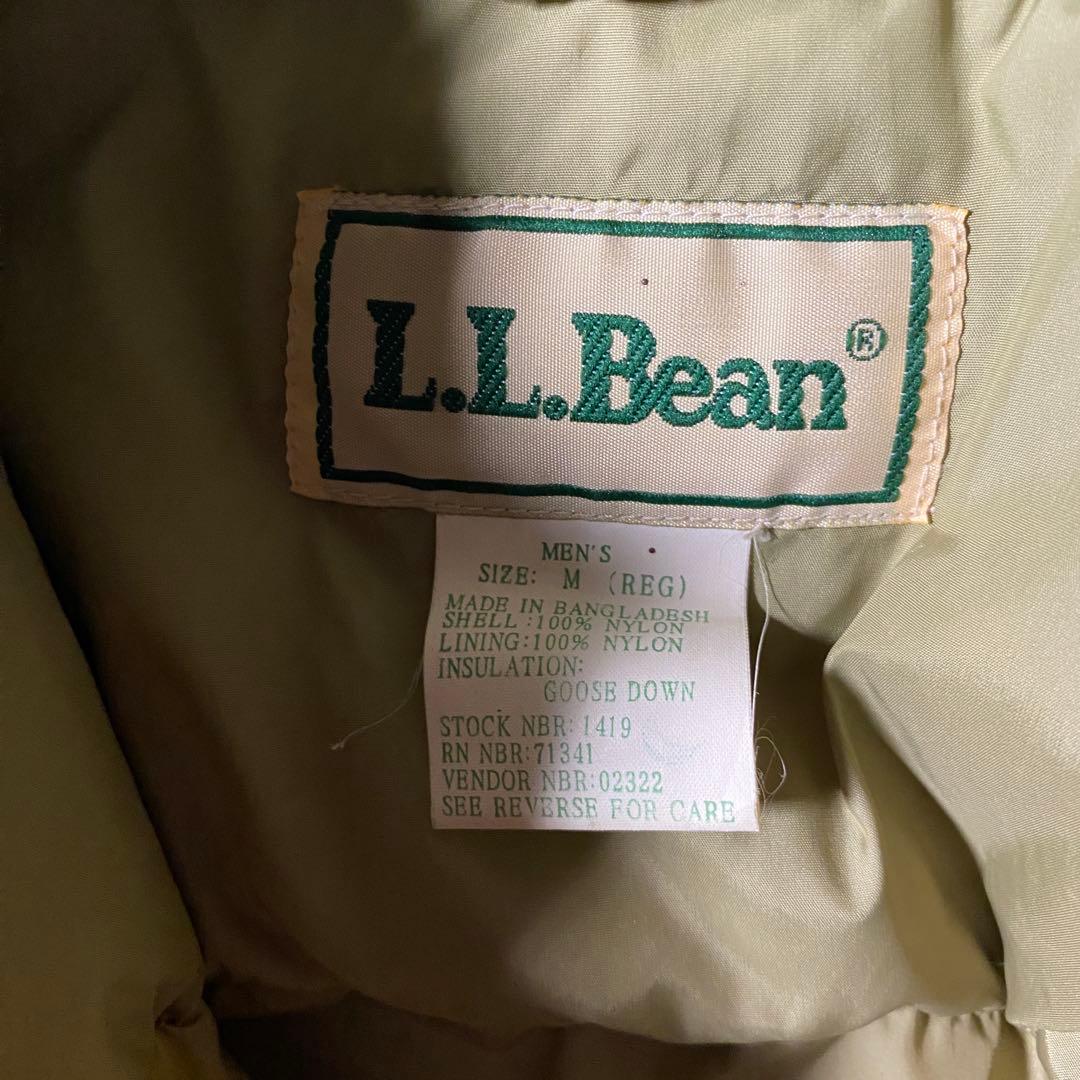 L.L.Bean®
MEN'S
SIZE: M (REG)
MADE IN BANGLADESH
SHELL:100% NYLON
LINING:100% NYLON
INSULATION:
GOOSE DOWN
STOCK NBR:1419
RN NBR:71341
VENDOR NBR:02322
SEE REVERSE FOR CARE